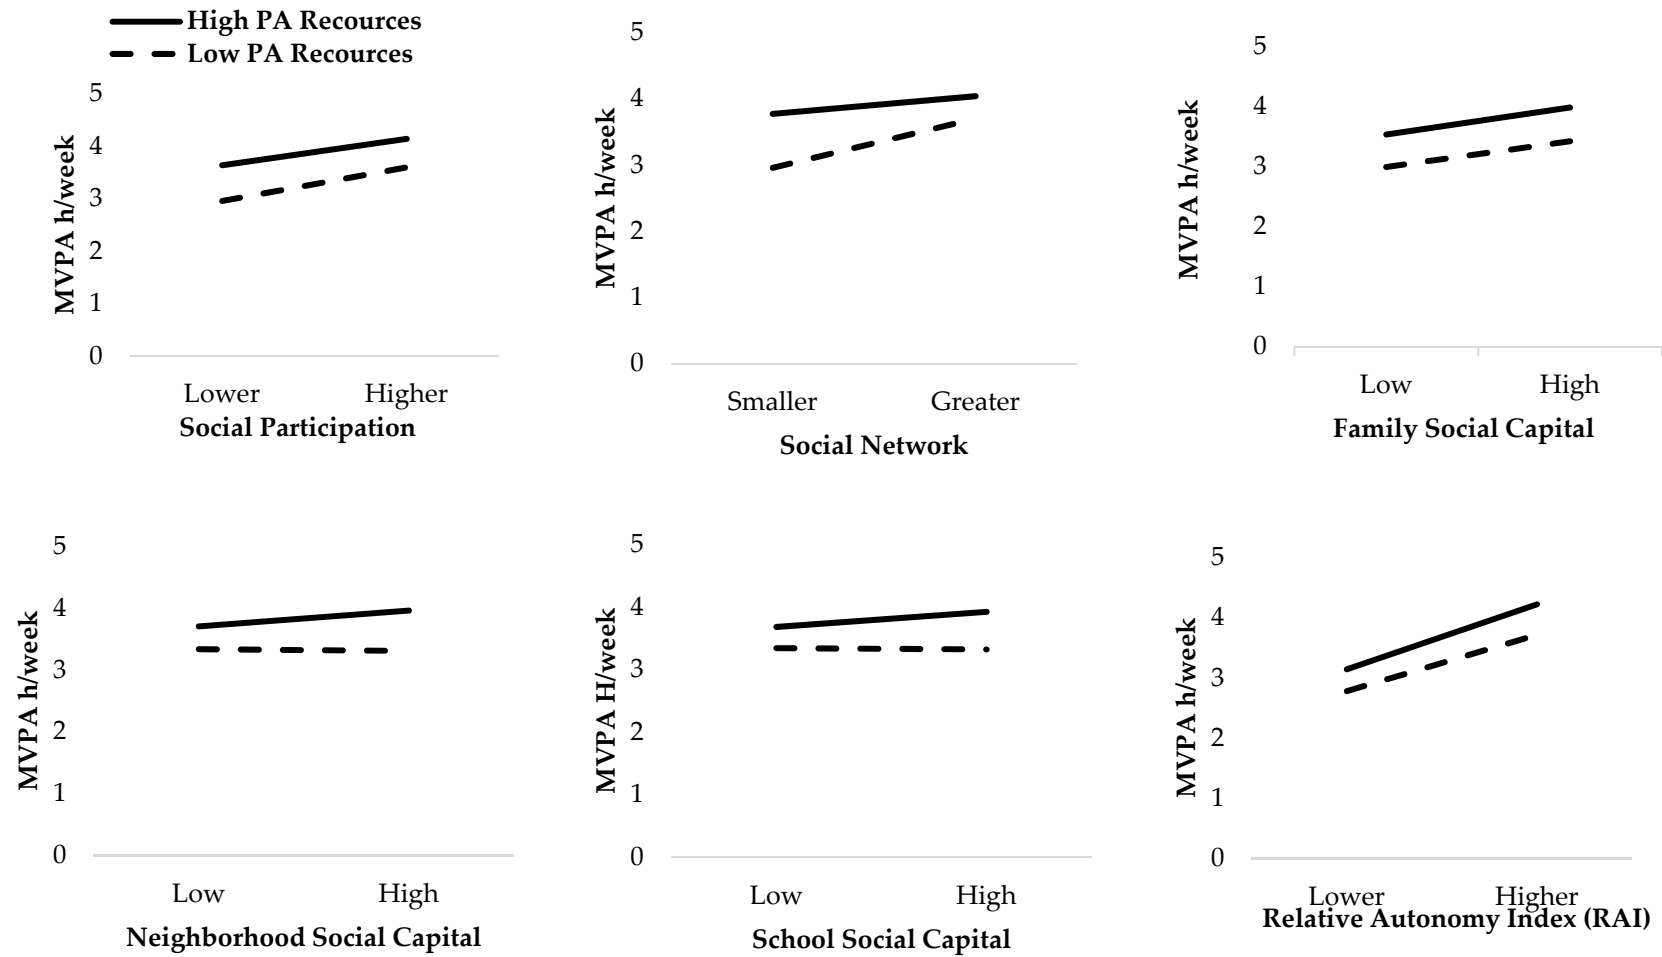 High PA Recources
Low PA Recources
5
4
3
2
1
0
MVPA h/week
Lower Higher
Social Participation
5
4
3
2
1
0
MVPA h/week
Smaller Greater
Social Network
5
4
3
2
1
0
MVPA h/week
Low High
Family Social Capital
5
4
3
2
1
0
MVPA h/week
Low High
Neighborhood Social Capital
5
4
3
2
1
0
MVPA H/week
Low High
School Social Capital
5
4
3
2
1
0
MVPA h/week
Lower Higher
Relative Autonomy Index (RAI)